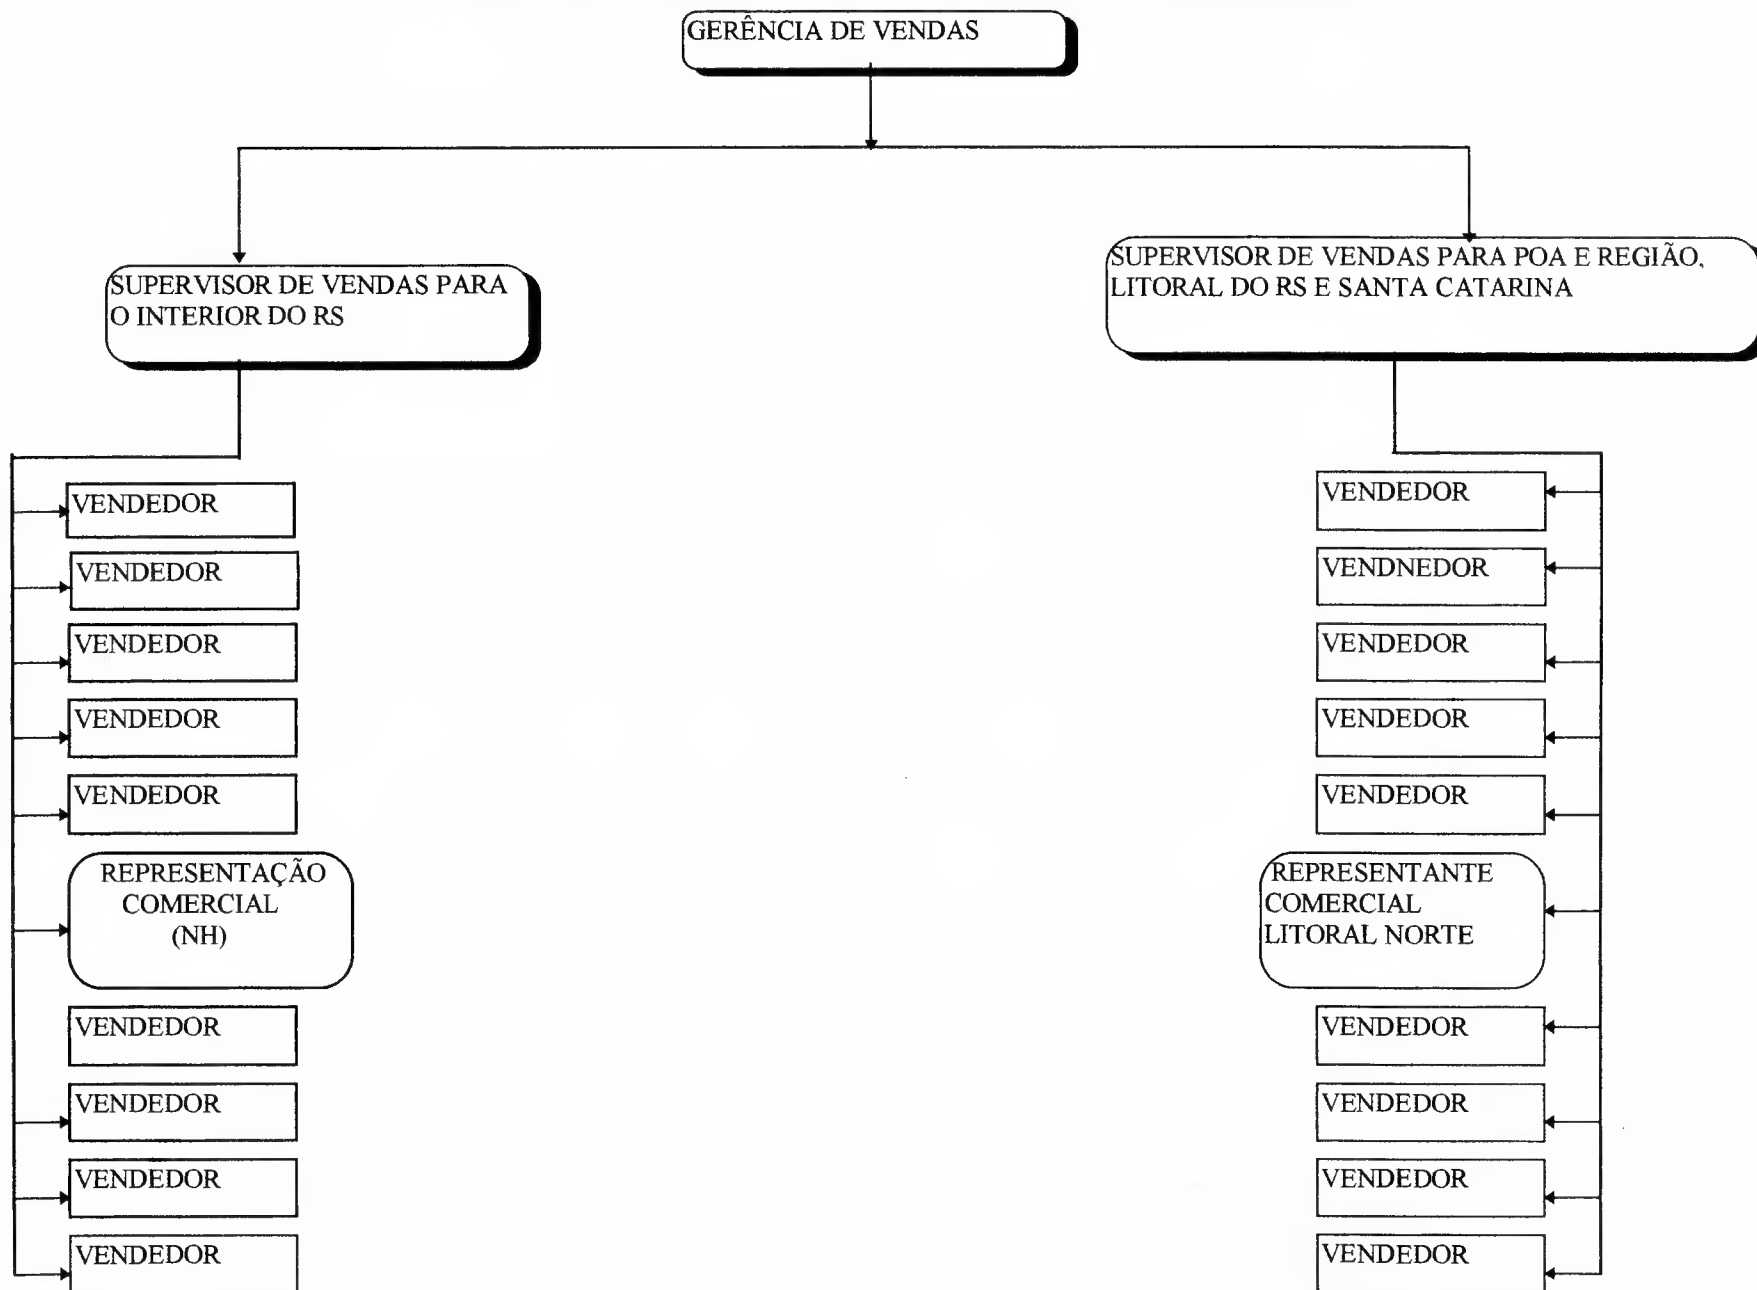 GERÊNCIA DE VENDAS
SUPERVISOR DE VENDAS PARA
O INTERIOR DO RS
SUPERVISOR DE VENDAS PARA POA E REGIÃO,
LITORAL DO RS E SANTA CATARINA
VENDEDOR
VENDEDOR
VENDEDOR
VENDEDOR
VENDEDOR
REPRESENTAÇÃO
COMERCIAL
(NH)
VENDEDOR
VENDEDOR
VENDEDOR
VENDEDOR
VENDEDOR
VENDNEDOR
VENDEDOR
VENDEDOR
VENDEDOR
REPRESENTANTE
COMERCIAL
LITORAL NORTE
VENDEDOR
VENDEDOR
VENDEDOR
VENDEDOR